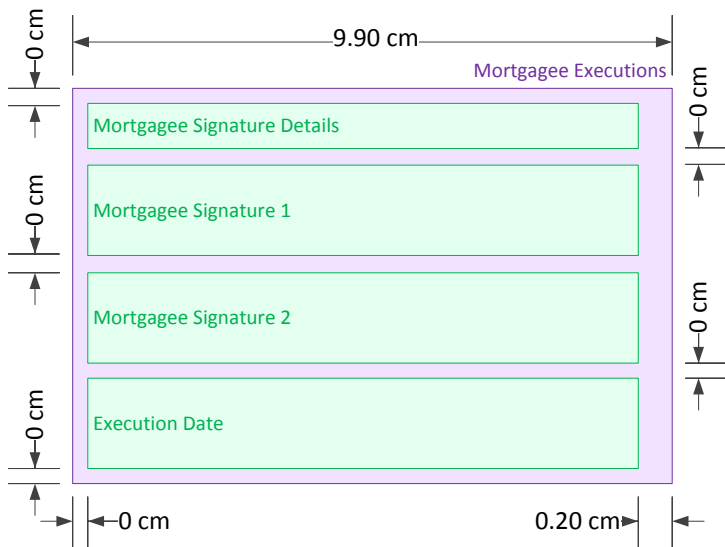 9.90 cm
Mortgagee Executions
0 cm
Mortgagee Signature Details
0 cm
Mortgagee Signature 1
0 cm
Mortgagee Signature 2
0 cm
Execution Date
0 cm
0 cm
0.20 cm